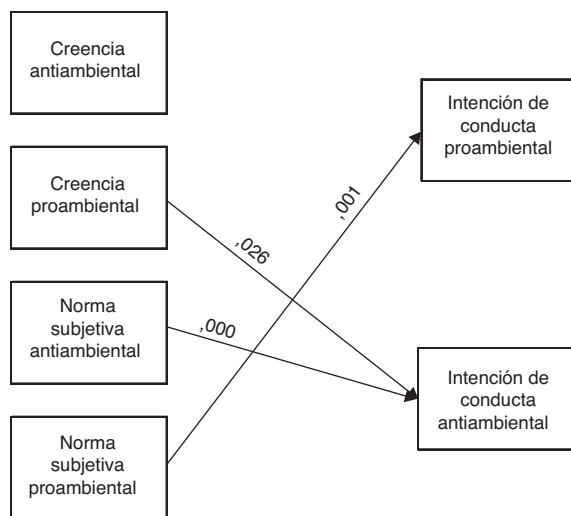 Creencia
antiambiental
Creencia
proambiental
Norma
subjetiva
antiambiental
Norma
subjetiva
proambiental
,001
,026
,000
Intención de
conducta
proambiental
Intención de
conducta
antiambiental